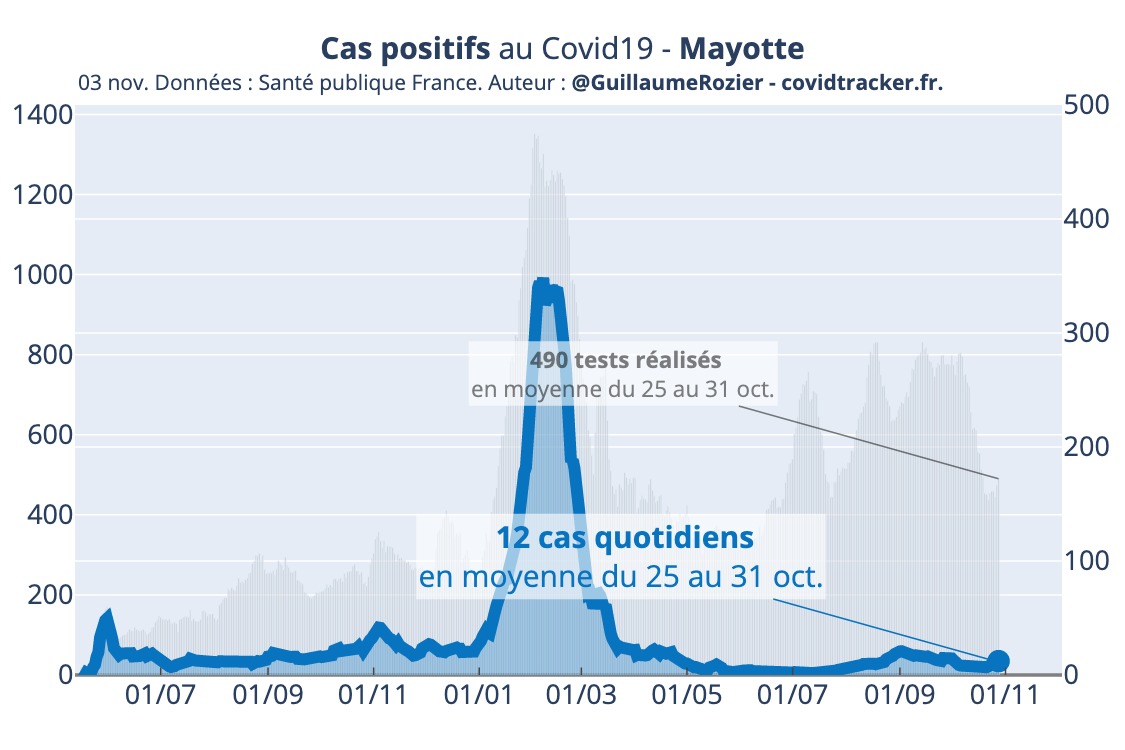 Cas positifs au Covid19 - Mayotte
03 nov. Données : Santé publique France. Auteur : @GuillaumeRozier - covidtracker.fr.
1400
1200
1000
800
600
400
200
0
500
400
300
200
100
0
490 tests réalisés
en moyenne du 25 au 31 oct.
12 cas quotidiens
en moyenne du 25 au 31 oct.
01/07 01/09 01/11 01/01 01/03 01/05 01/07 01/09 01/11